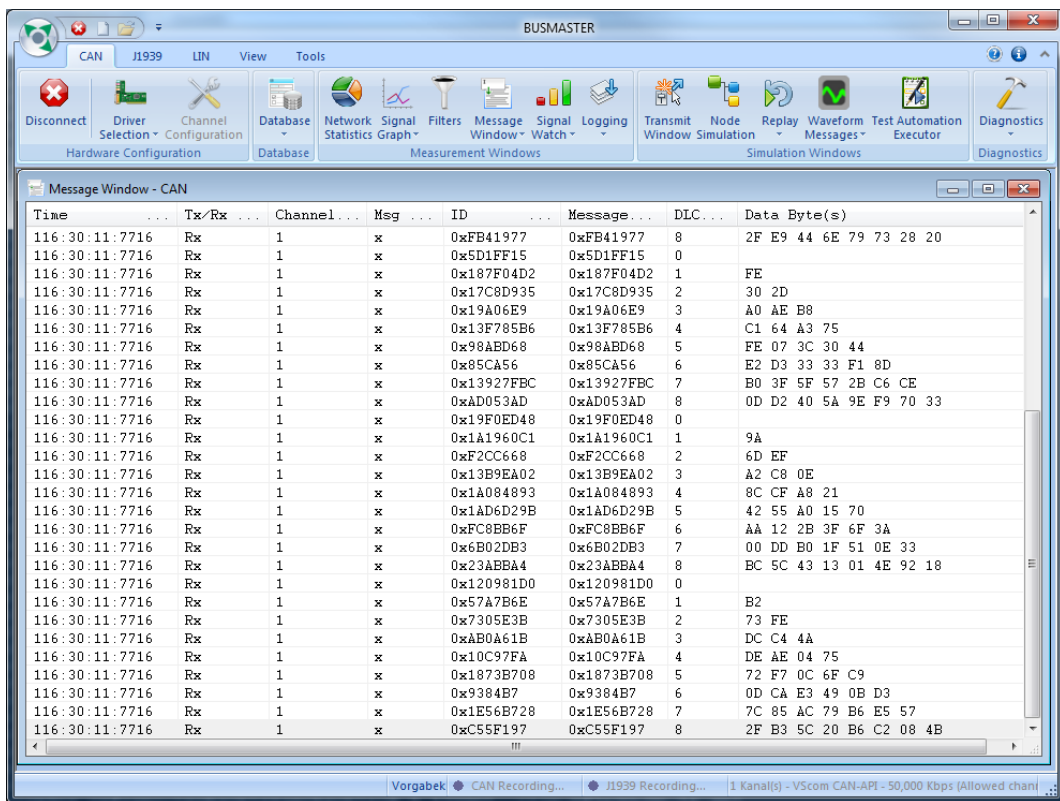 BUSMASTER
CAN J1939 LIN View Tools
Disconnect Driver Selection Channel Configuration Database Network Statistics Signal Graph Filters Message Window Signal Watch Logging Transmit Window Node Simulation Replay Waveform Messages Test Automation Executor Diagnostics
Hardware Configuration Database Measurement Windows Simulation Windows Diagnostics
Message Window - CAN
Time ... Tx/Rx ... Channel... Msg ... ID ... Message... DLC... Data Byte(s)
116:30:11:7716 Rx 1 x 0xFB41977 0xFB41977 8 2F E9 44 6E 79 73 28 20
116:30:11:7716 Rx 1 x 0x5D1FF15 0x5D1FF15 0
116:30:11:7716 Rx 1 x 0x187F04D2 0x187F04D2 1 FE
116:30:11:7716 Rx 1 x 0x17C8D935 0x17C8D935 2 30 2D
116:30:11:7716 Rx 1 x 0x19A06E9 0x19A06E9 3 A0 AE B8
116:30:11:7716 Rx 1 x 0x13F785B6 0x13F785B6 4 C1 64 A3 75
116:30:11:7716 Rx 1 x 0x98ABD68 0x98ABD68 5 FE 07 3C 30 44
116:30:11:7716 Rx 1 x 0x85CA56 0x85CA56 6 E2 D3 33 33 F1 8D
116:30:11:7716 Rx 1 x 0x13927FBC 0x13927FBC 7 B0 3F 5F 57 2B C6 CE
116:30:11:7716 Rx 1 x 0xAD053AD 0xAD053AD 8 0D D2 40 5A 9E F9 70 33
116:30:11:7716 Rx 1 x 0x19F0ED48 0x19F0ED48 0
116:30:11:7716 Rx 1 x 0x1A1960C1 0x1A1960C1 1 9A
116:30:11:7716 Rx 1 x 0xF2CC668 0xF2CC668 2 6D EF
116:30:11:7716 Rx 1 x 0x13B9EA02 0x13B9EA02 3 A2 C8 0E
116:30:11:7716 Rx 1 x 0x1A084893 0x1A084893 4 8C CF A8 21
116:30:11:7716 Rx 1 x 0x1AD6D29B 0x1AD6D29B 5 42 55 A0 15 70
116:30:11:7716 Rx 1 x 0xFC8BB6F 0xFC8BB6F 6 AA 12 2B 3F 6F 3A
116:30:11:7716 Rx 1 x 0x6B02DB3 0x6B02DB3 7 00 DD B0 1F 51 0E 33
116:30:11:7716 Rx 1 x 0x23ABBA4 0x23ABBA4 8 BC 5C 43 13 01 4E 92 18
116:30:11:7716 Rx 1 x 0x120981D0 0x120981D0 0
116:30:11:7716 Rx 1 x 0x57A7B6E 0x57A7B6E 1 B2
116:30:11:7716 Rx 1 x 0x7305E3B 0x7305E3B 2 73 FE
116:30:11:7716 Rx 1 x 0xAB0A61B 0xAB0A61B 3 DC C4 4A
116:30:11:7716 Rx 1 x 0x10C97FA 0x10C97FA 4 DE AE 04 75
116:30:11:7716 Rx 1 x 0x1873B708 0x1873B708 5 72 F7 0C 6F C9
116:30:11:7716 Rx 1 x 0x9384B7 0x9384B7 6 0D CA E3 49 0B D3
116:30:11:7716 Rx 1 x 0x1E56B728 0x1E56B728 7 7C 85 AC 79 B6 E5 57
116:30:11:7716 Rx 1 x 0xC55F197 0xC55F197 8 2F B3 5C 20 B6 C2 08 4B
Vorgabek CAN Recording... J1939 Recording... 1 Kanal(s) - VScom CAN-API - 50,000 Kbps (Allowed chan